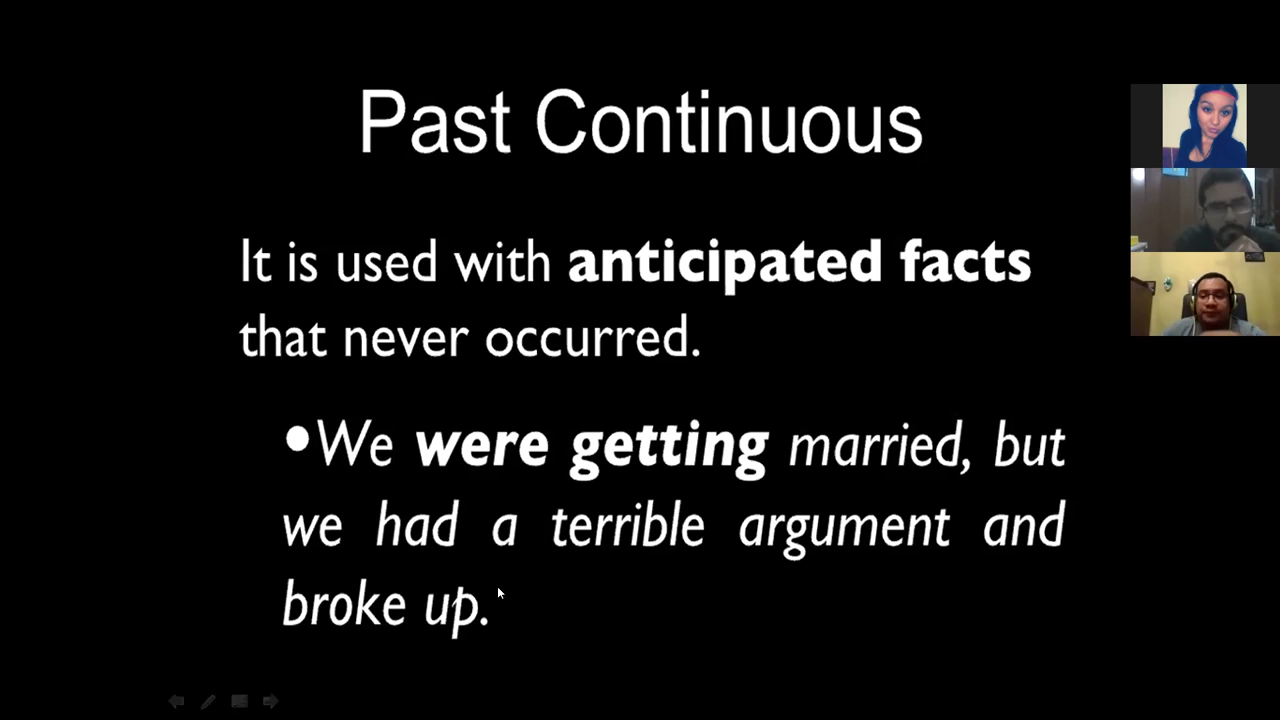 Past Continuous
It is used with anticipated facts
that never occurred.
•We were getting married, but
we had a terrible argument and
broke up.